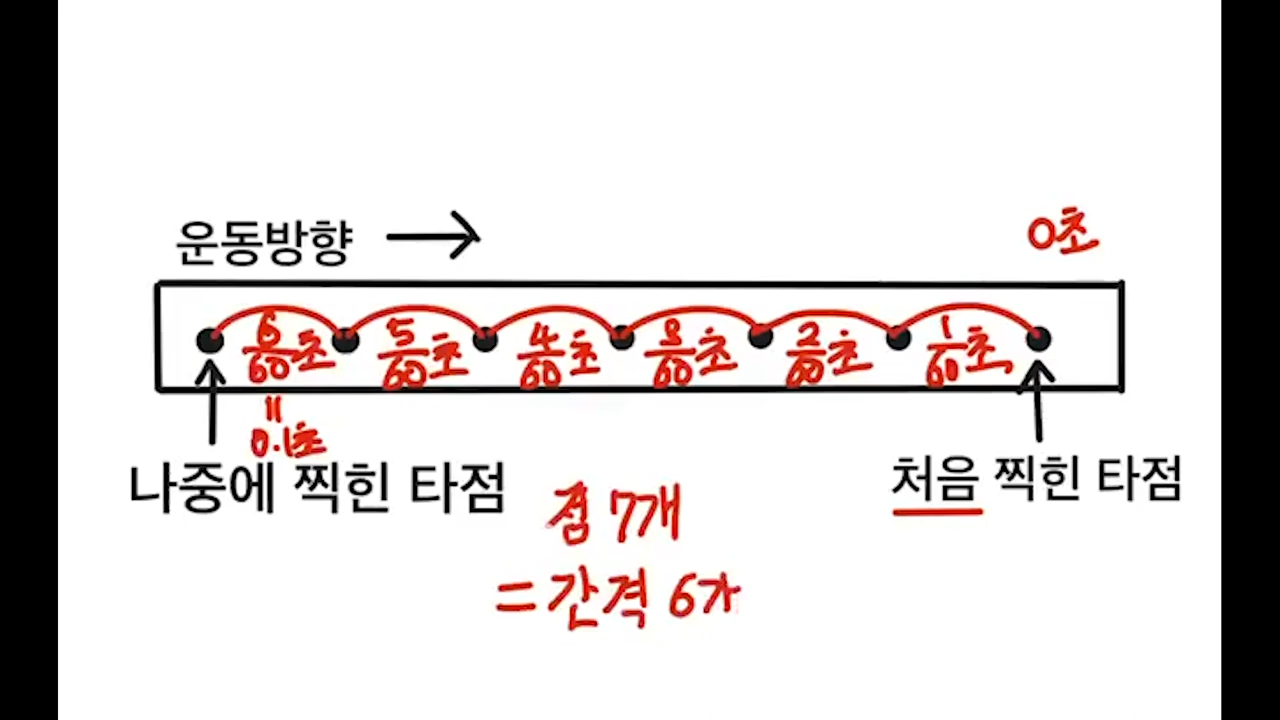 운동방향
0초
6/60초 5/60초 4/60초 3/60초 2/60초 1/60초
=
0.1초
나중에 찍힌 타점
처음 찍힌 타점
점 7개
= 간격 6